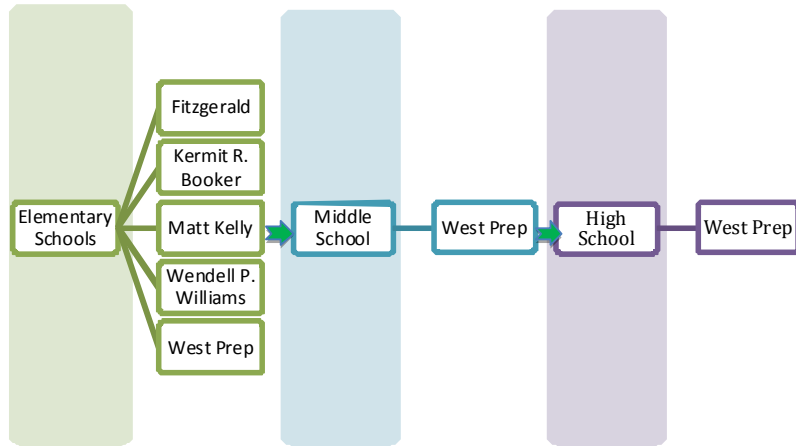 Elementary
Schools
Fitzgerald
Kermit R.
Booker
Matt Kelly
Wendell P.
Williams
West Prep
Middle
School
West Prep
High
School
West Prep